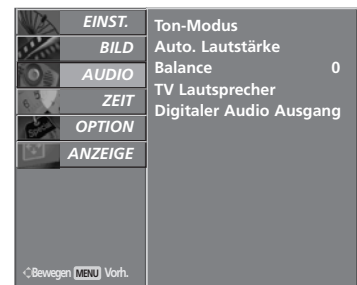 EINST.
BILD
AUDIO
ZEIT
OPTION
ANZEIGE
Bewegen MENU Vorh.
Ton-Modus
Auto. Lautstärke
Balance 0
TV Lautsprecher
Digitaler Audio Ausgang